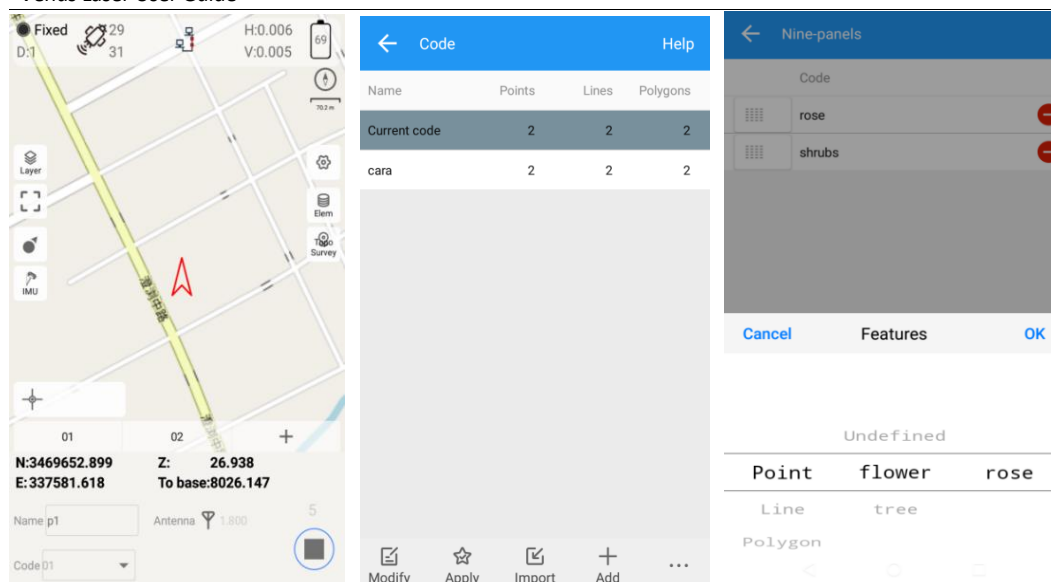 Venus Laser User Guide
Fixed
29
31
D:1
H:0.006
V:0.005
69
70.2 m
Layer
Elem
Topo
Survey
IMU
01
02
+
N:3469652.899
Z: 26.938
E:337581.618
To base:8026.147
Name p1
Antenna 1.800
5
Code 01
Code
Help
Name Points Lines Polygons
Current code 2 2 2
cara 2 2 2
Modify
Apply
Import
Add
...
Nine-panels
Code
rose
shrubs
Cancel
Features
OK
Undefined
Point flower rose
Line tree
Polygon